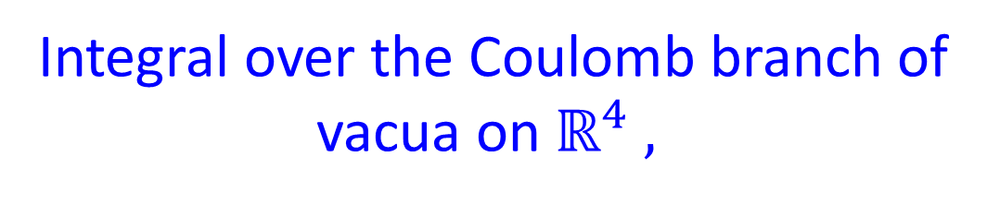 Integral over the Coulomb branch of
vacua on ℝ⁴ ,